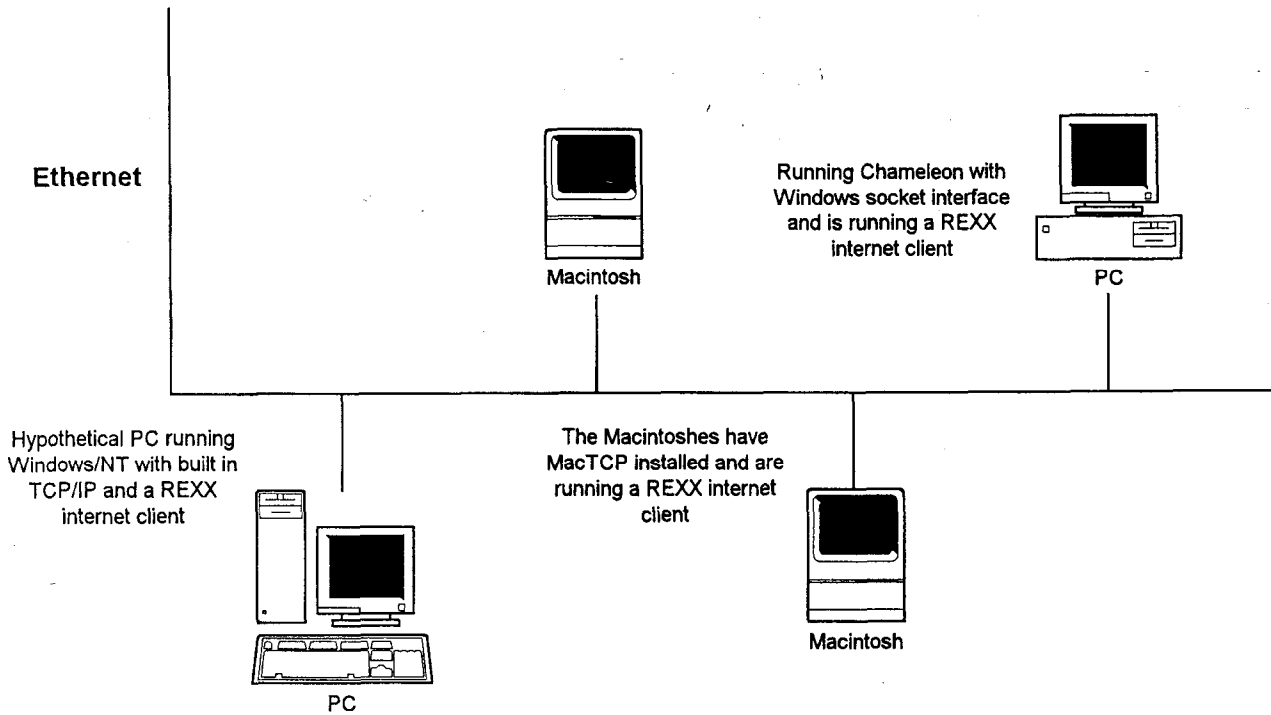 Ethernet
Macintosh
Running Chameleon with
Windows socket interface
and is running a REXX
internet client
PC
Hypothetical PC running
Windows/NT with built in
TCP/IP and a REXX
internet client
PC
The Macintoshes have
MacTCP installed and are
running a REXX internet
client
Macintosh